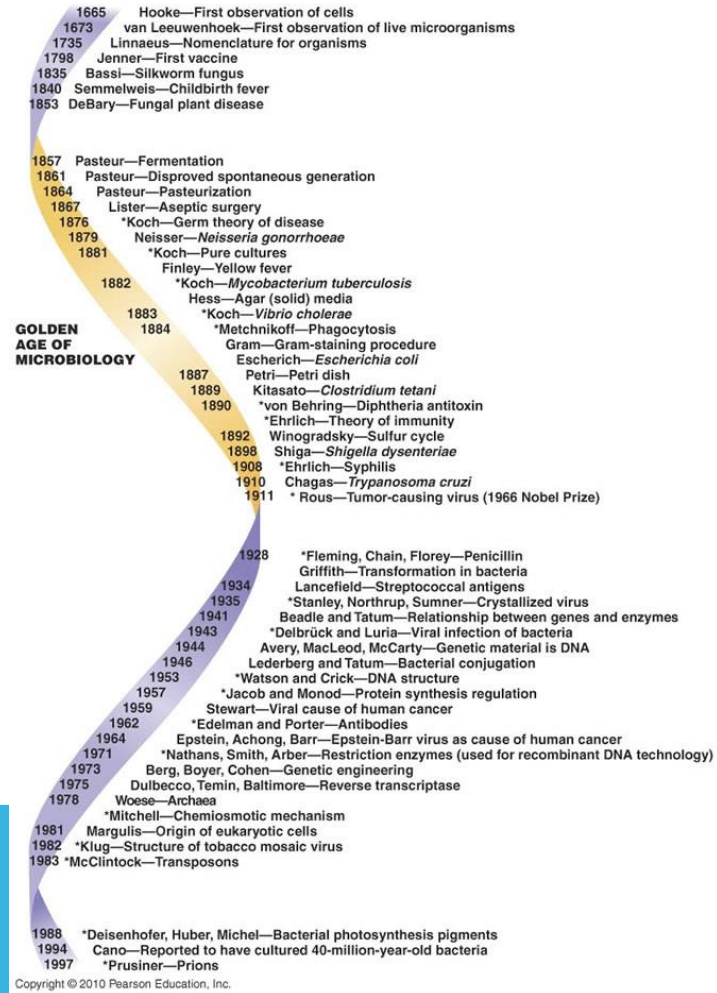 1665 Hooke—First observation of cells
1673 van Leeuwenhoek—First observation of live microorganisms
1735 Linnaeus—Nomenclature for organisms
1798 Jenner—First vaccine
1835 Bassi—Silkworm fungus
1840 Semmelweis—Childbirth fever
1853 DeBary—Fungal plant disease
1857 Pasteur—Fermentation
1861 Pasteur—Disproved spontaneous generation
1864 Pasteur—Pasteurization
1867 Lister—Aseptic surgery
1876 *Koch—Germ theory of disease
1879 Neisser—Neisseria gonorrhoeae
1881 *Koch—Pure cultures
Finley—Yellow fever
1882 *Koch—Mycobacterium tuberculosis
Hess—Agar (solid) media
1883 *Koch—Vibrio cholerae
GOLDEN
AGE OF
MICROBIOLOGY
1884 *Metchnikoff—Phagocytosis
Gram—Gram-staining procedure
Escherich—Escherichia coli
1887 Petri—Petri dish
1889 Kitasato—Clostridium tetani
1890 *von Behring—Diphtheria antitoxin
*Ehrlich—Theory of immunity
1892 Winogradsky—Sulfur cycle
1898 Shiga—Shigella dysenteriae
1908 *Ehrlich—Syphilis
1910 Chagas—Trypanosoma cruzi
1911 * Rous—Tumor-causing virus (1966 Nobel Prize)
1928 *Fleming, Chain, Florey—Penicillin
Griffith—Transformation in bacteria
1934 Lancefield—Streptococcal antigens
1935 *Stanley, Northrup, Sumner—Crystallized virus
1941 Beadle and Tatum—Relationship between genes and enzymes
1943 *Delbrück and Luria—Viral infection of bacteria
1944 Avery, MacLeod, McCarty—Genetic material is DNA
1946 Lederberg and Tatum—Bacterial conjugation
1953 *Watson and Crick—DNA structure
1957 *Jacob and Monod—Protein synthesis regulation
1959 Stewart—Viral cause of human cancer
1962 *Edelman and Porter—Antibodies
1964 Epstein, Achong, Barr—Epstein-Barr virus as cause of human cancer
1971 *Nathans, Smith, Arber—Restriction enzymes (used for recombinant DNA technology)
1973 Berg, Boyer, Cohen—Genetic engineering
1975 Dulbecco, Temin, Baltimore—Reverse transcriptase
1978 Woese—Archaea
*Mitchell—Chemiosmotic mechanism
1981 Margulis—Origin of eukaryotic cells
1982 *Klug—Structure of tobacco mosaic virus
1983 *McClintock—Transposons
1988 *Deisenhofer, Huber, Michel—Bacterial photosynthesis pigments
1994 Cano—Reported to have cultured 40-million-year-old bacteria
1997 *Prusiner—Prions
Copyright © 2010 Pearson Education, Inc.